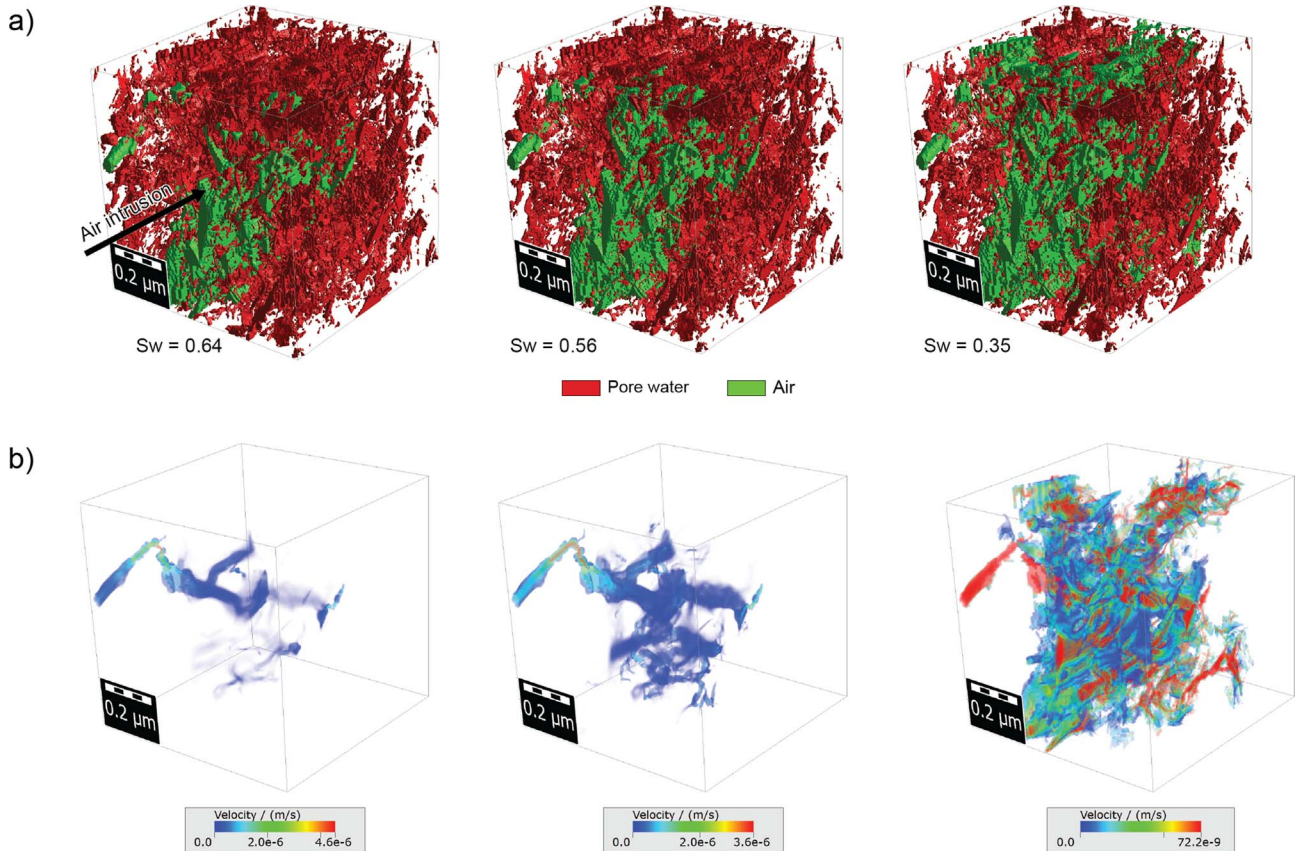 a)
Air intrusion
0.2 µm
0.2 µm
0.2 µm
Sw = 0.64
Sw = 0.56
Sw = 0.35
Pore water
Air
b)
0.2 µm
0.2 µm
0.2 µm
Velocity / (m/s)
0.0 2.0e-6 4.6e-6
Velocity / (m/s)
0.0 2.0e-6 3.6e-6
Velocity / (m/s)
0.0 72.2e-9